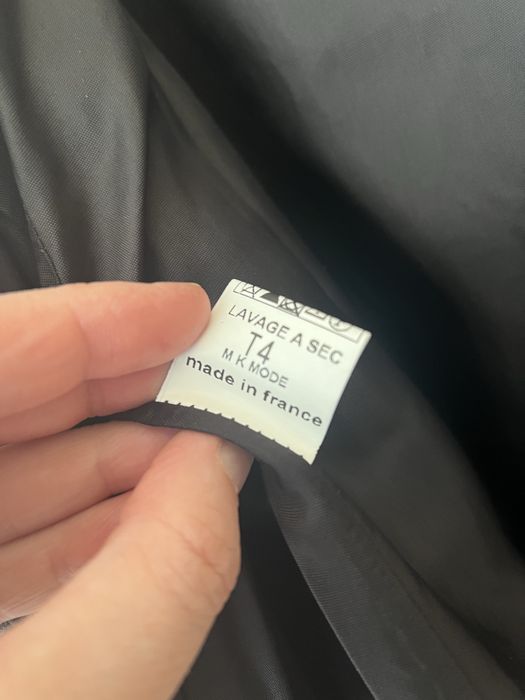 LAVAGE A SEC
T4
M K MODE
made in france